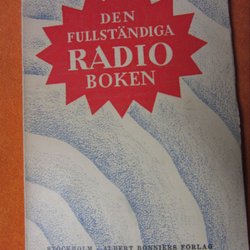 DEN
FULLSTÄNDIGA
RADIO
BOKEN
STOCKHOLM - ALBERT BONNIERS FÖRLAG